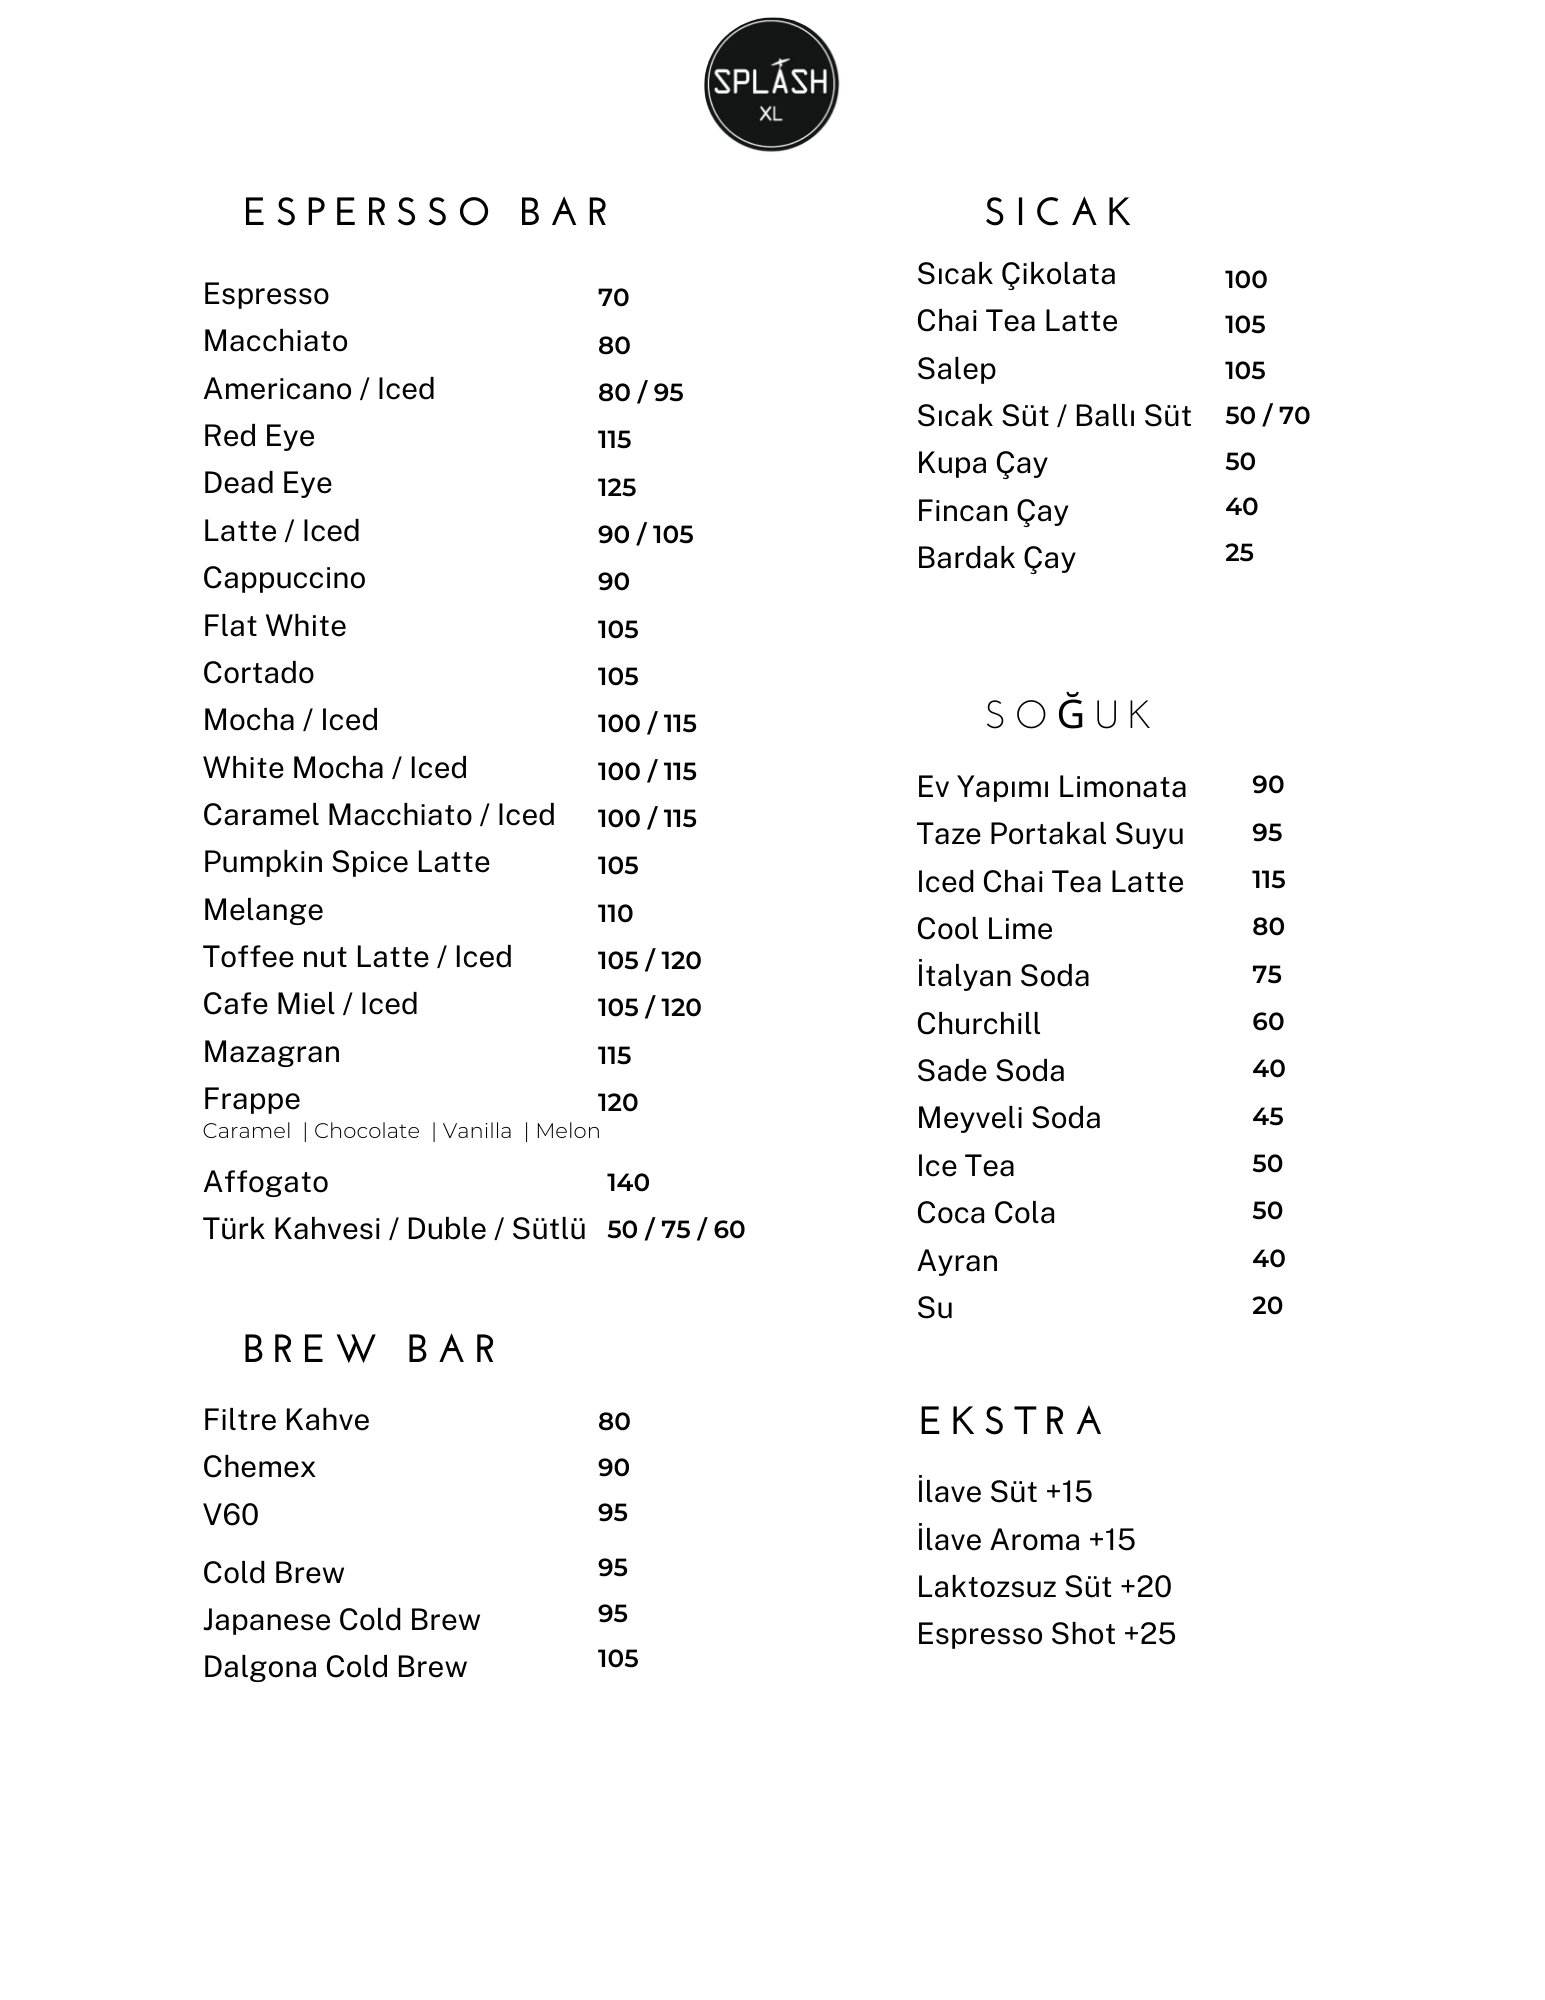 SPLASH
XL
ESPERSSO BAR
Espresso 70
Macchiato 80
Americano / Iced 80 / 95
Red Eye 115
Dead Eye 125
Latte / Iced 90 / 105
Cappuccino 90
Flat White 105
Cortado 105
Mocha / Iced 100 / 115
White Mocha / Iced 100 / 115
Caramel Macchiato / Iced 100 / 115
Pumpkin Spice Latte 105
Melange 110
Toffee nut Latte / Iced 105 / 120
Cafe Miel / Iced 105 / 120
Mazagran 115
Frappe 120
Caramel | Chocolate | Vanilla | Melon
Affogato 140
Türk Kahvesi / Duble / Sütlü 50 / 75 / 60
BREW BAR
Filtre Kahve 80
Chemex 90
V60 95
Cold Brew 95
Japanese Cold Brew 95
Dalgona Cold Brew 105
SICAK
Sıcak Çikolata 100
Chai Tea Latte 105
Salep 105
Sıcak Süt / Ballı Süt 50 / 70
Kupa Çay 50
Fincan Çay 40
Bardak Çay 25
SOĞUK
Ev Yapımı Limonata 90
Taze Portakal Suyu 95
Iced Chai Tea Latte 115
Cool Lime 80
İtalyan Soda 75
Churchill 60
Sade Soda 40
Meyveli Soda 45
Ice Tea 50
Coca Cola 50
Ayran 40
Su 20
EKSTRA
İlave Süt +15
İlave Aroma +15
Laktozsuz Süt +20
Espresso Shot +25